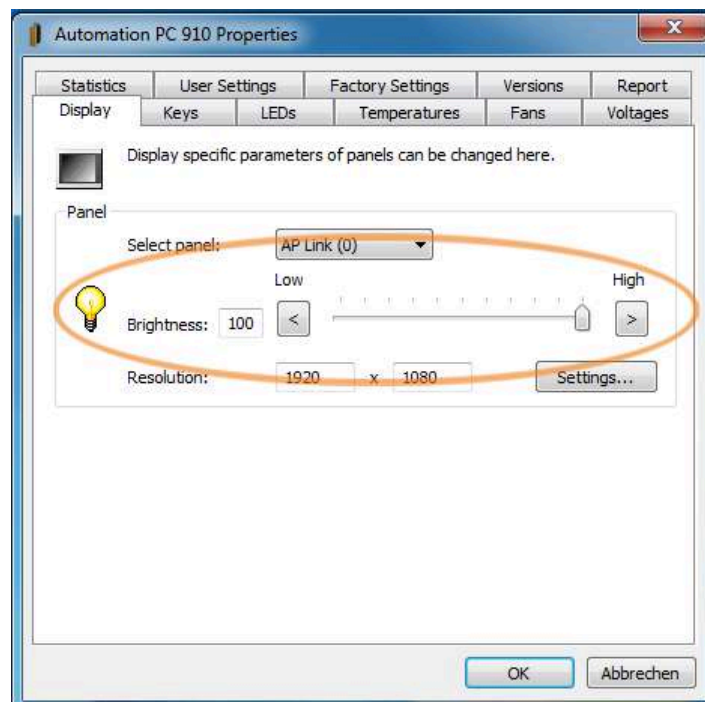 Automation PC 910 Properties
Statistics User Settings Factory Settings Versions Report
Display Keys LEDs Temperatures Fans Voltages
Display specific parameters of panels can be changed here.
Panel
Select panel: AP Link (0)
Low High
Brightness: 100 < >
Resolution: 1920 x 1080 Settings...
OK Abbrechen